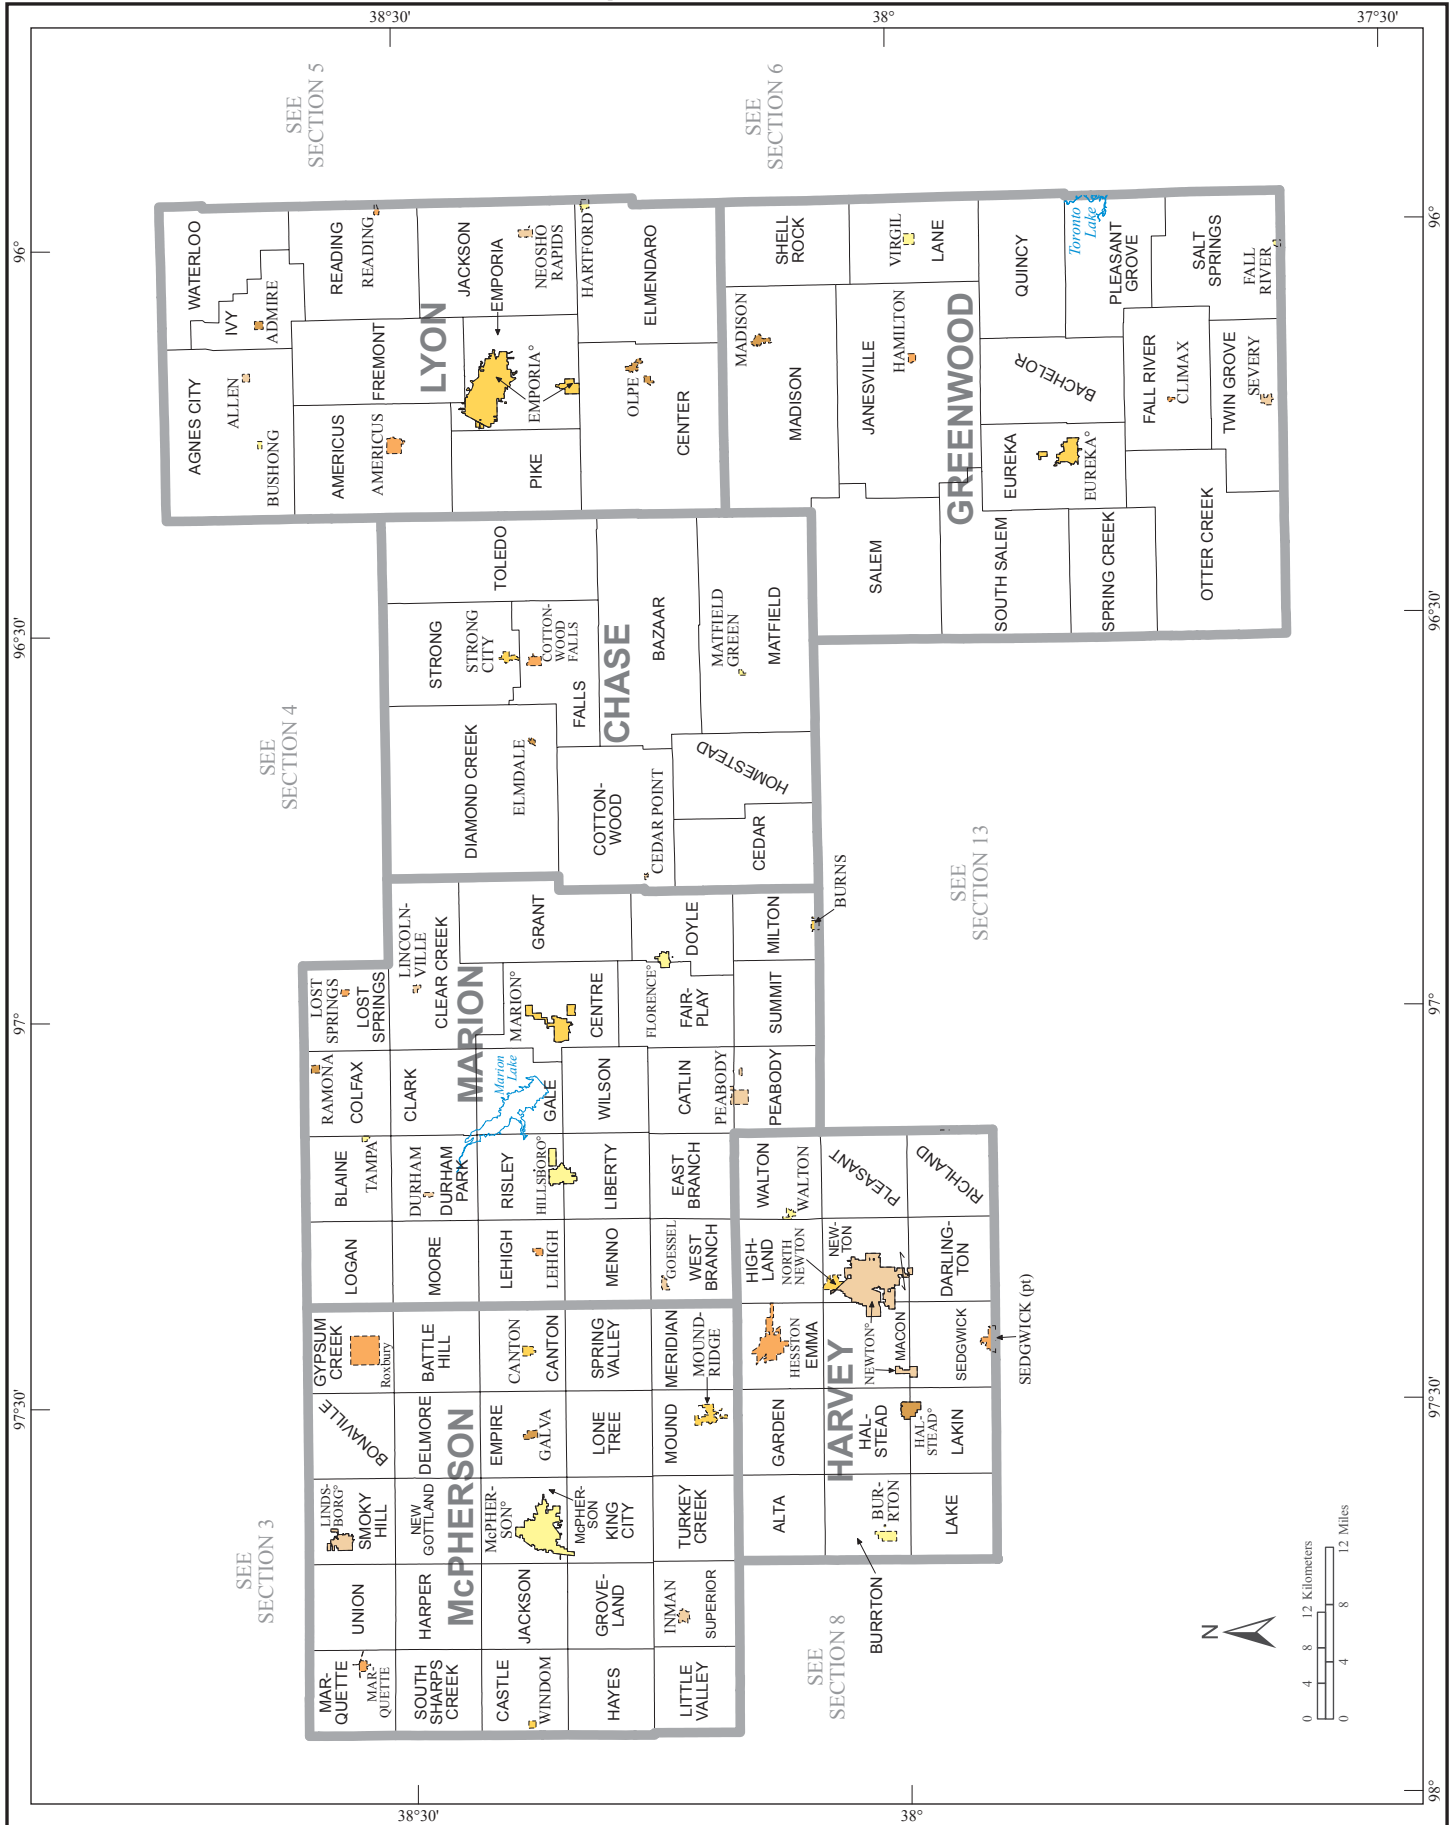 38°30'
38°
37°30'
96°
96°
96°30'
96°30'
97°
97°
97°30'
97°30'
98°
38°30'
38°
SEE
SECTION 5
SEE
SECTION 6
SEE
SECTION 4
SEE
SECTION 13
SEE
SECTION 3
SEE
SECTION 8
LYON
WATERLOO
IVY
ADMIRE
READING
READING
JACKSON
EMPORIA
NEOSHO
RAPIDS
HARTFORD
ELMENDARO
AGNES CITY
ALLEN
BUSHONG
FREMONT
AMERICUS
AMERICUS
EMPORIA°
PIKE
OLPE
CENTER
GREENWOOD
SHELL
ROCK
MADISON
MADISON
VIRGIL
LANE
JANESVILLE
HAMILTON
QUINCY
Toronto
Lake
PLEASANT
GROVE
SALT
SPRINGS
FALL
RIVER
BACHELOR
FALL RIVER
CLIMAX
TWIN GROVE
SEVERY
EUREKA
EUREKA°
SALEM
SOUTH SALEM
SPRING CREEK
OTTER CREEK
CHASE
TOLEDO
STRONG
STRONG
CITY
COTTON-
WOOD
FALLS
FALLS
BAZAAR
MATFIELD
GREEN
MATFIELD
DIAMOND CREEK
ELMDALE
COTTON-
WOOD
CEDAR POINT
HOMESTEAD
CEDAR
MARION
LOST
SPRINGS
LOST
SPRINGS
LINCOLN-
VILLE
CLEAR CREEK
GRANT
DOYLE
MILTON
BURNS
MARION°
CENTRE
FLORENCE°
FAIR-
PLAY
SUMMIT
RAMONA
COLFAX
CLARK
Marion
Lake
GALE
WILSON
CATLIN
PEABODY
PEABODY
BLAINE
TAMPA
DURHAM
DURHAM
PARK
RISLEY
HILLSBORO°
LIBERTY
EAST
BRANCH
LOGAN
MOORE
LEHIGH
LEHIGH
MENNO
GOESSEL
WEST
BRANCH
McPHERSON
GYPSUM
CREEK
Roxbury
BATTLE
HILL
CANTON
CANTON
SPRING
VALLEY
MERIDIAN
MOUND-
RIDGE
BONAVILLE
DELMORE
EMPIRE
GALVA
LONE
TREE
MOUND
LINDS-
BORG°
SMOKY
HILL
NEW
GOTTLAND
McPHER-
SON°
McPHER-
SON
KING
CITY
TURKEY
CREEK
UNION
HARPER
JACKSON
GROVE-
LAND
INMAN
SUPERIOR
MAR-
QUETTE
MAR-
QUETTE
SOUTH
SHARPS
CREEK
CASTLE
WINDOM
HAYES
LITTLE
VALLEY
HARVEY
WALTON
WALTON
PLEASANT
RICHLAND
HIGH-
LAND
NORTH
NEWTON
NEW-
TON
DARLING-
TON
HESSTON
EMMA
NEWTON°
MACON
SEDGWICK
SEDGWICK (pt)
GARDEN
HAL-
STEAD
HAL-
STEAD°
LAKIN
ALTA
BUR-
RTON
BURRTON
LAKE
N
0 4 8 12 Kilometers
0 4 8 12 Miles